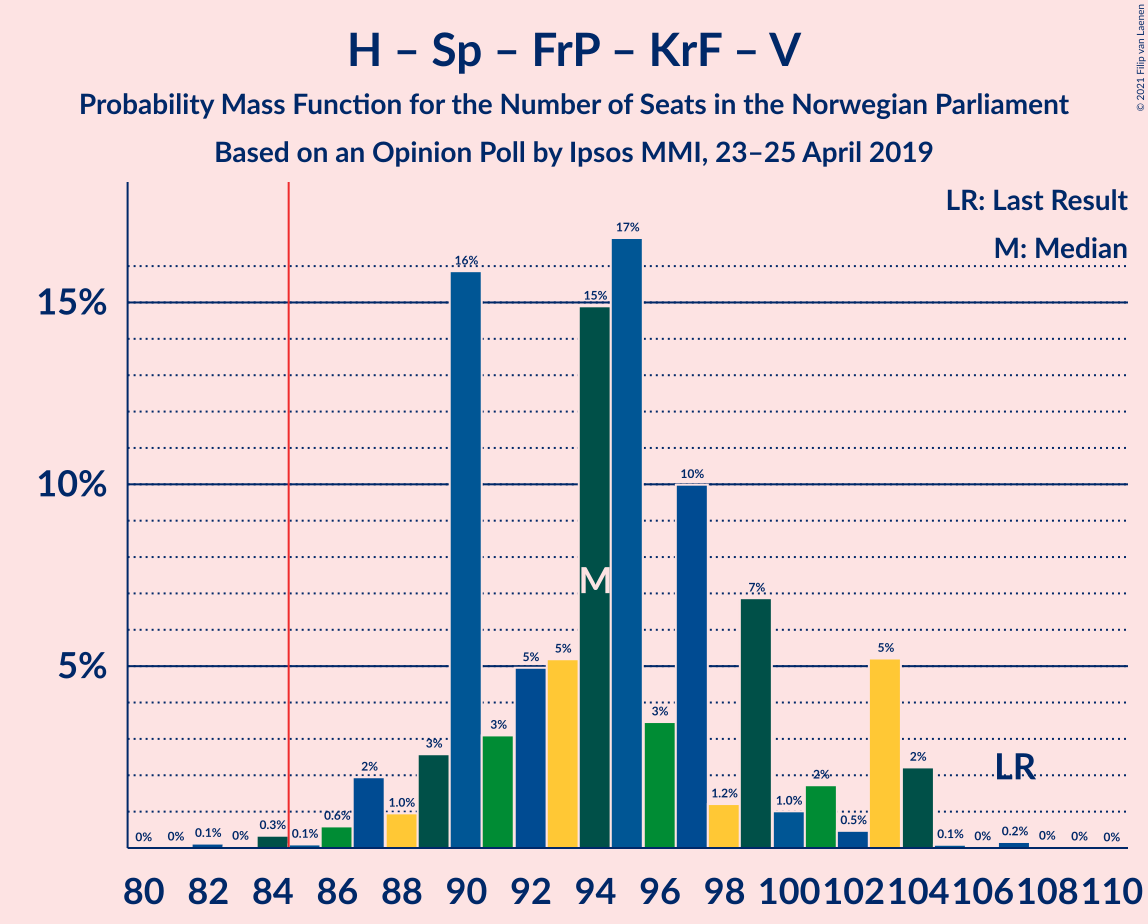 H – Sp – FrP – KrF – V
Probability Mass Function for the Number of Seats in the Norwegian Parliament
Based on an Opinion Poll by Ipsos MMI, 23–25 April 2019
© 2021 Filip van Laenen
LR: Last Result
M: Median
15%
10%
5%
0% 0% 0.1% 0% 0.3% 0.1% 0.6% 2% 1.0% 3% 16% 3% 5% 5% 15% 17% 3% 10% 1.2% 7% 1.0% 2% 0.5% 5% 2% 0.1% 0% 0.2% 0% 0% 0%
M
LR
80 82 84 86 88 90 92 94 96 98 100 102 104 106 108 110